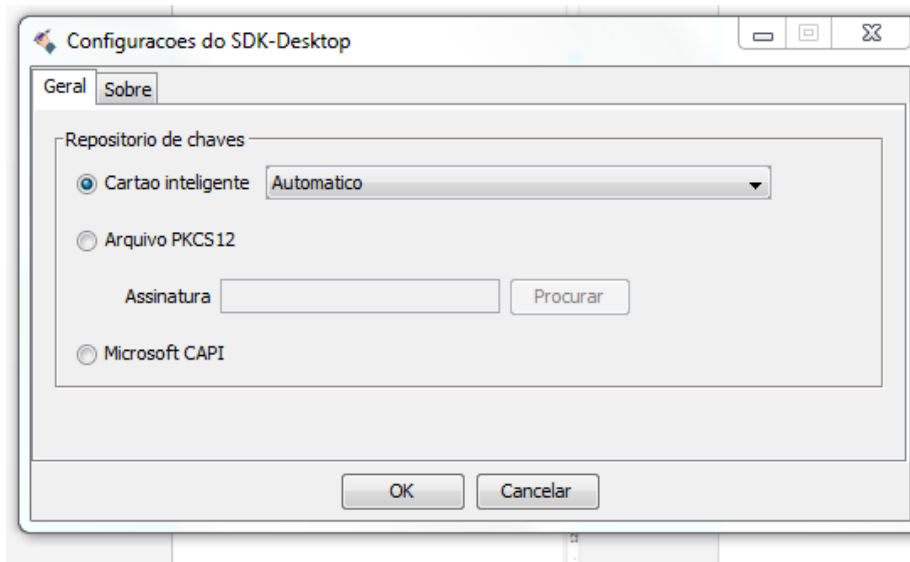 Configuracoes do SDK-Desktop
Geral Sobre
Repositorio de chaves
Cartao inteligente Automatico
Arquivo PKCS12
Assinatura Procurar
Microsoft CAPI
OK Cancelar